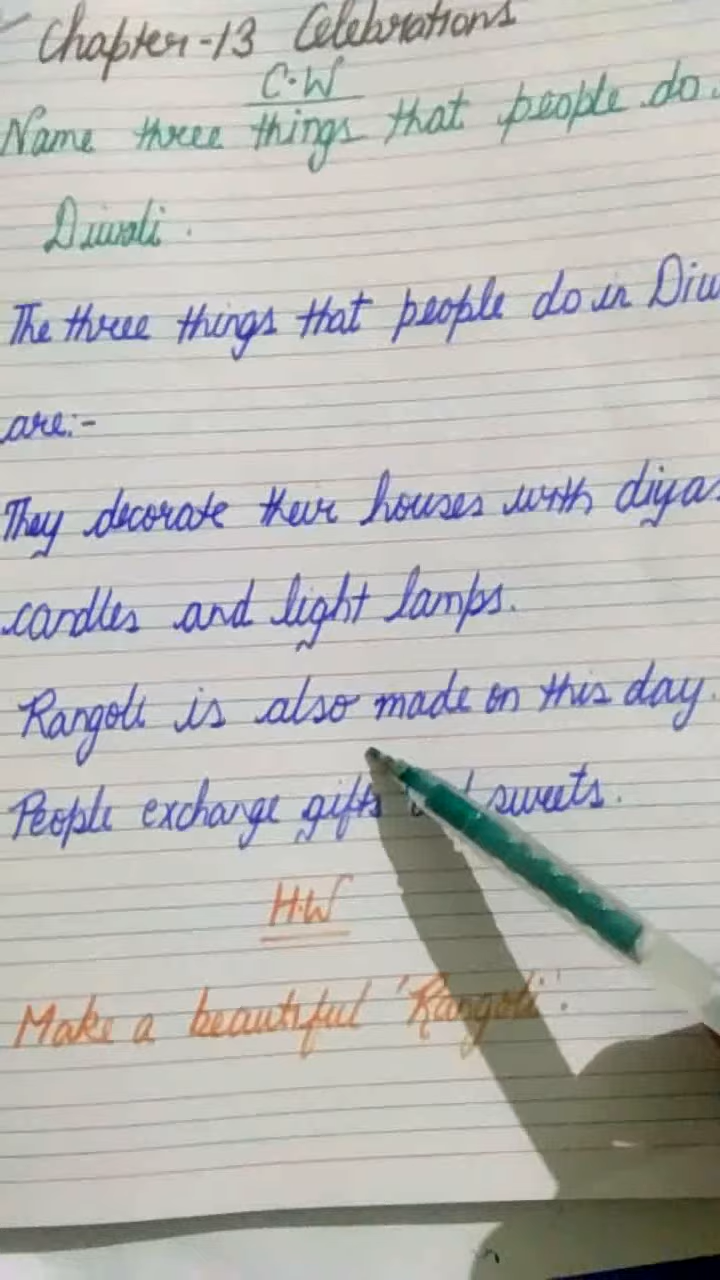 Chapter-13 Celebrations
C.W
Name three things that people do
Diwali.
The three things that people do in Diw
are:-
They decorate their houses with diyas
candles and light lamps.
Rangoli is also made on this day.
People exchange gifts sweets.
H.W
Make a beautiful 'Rangoli'.